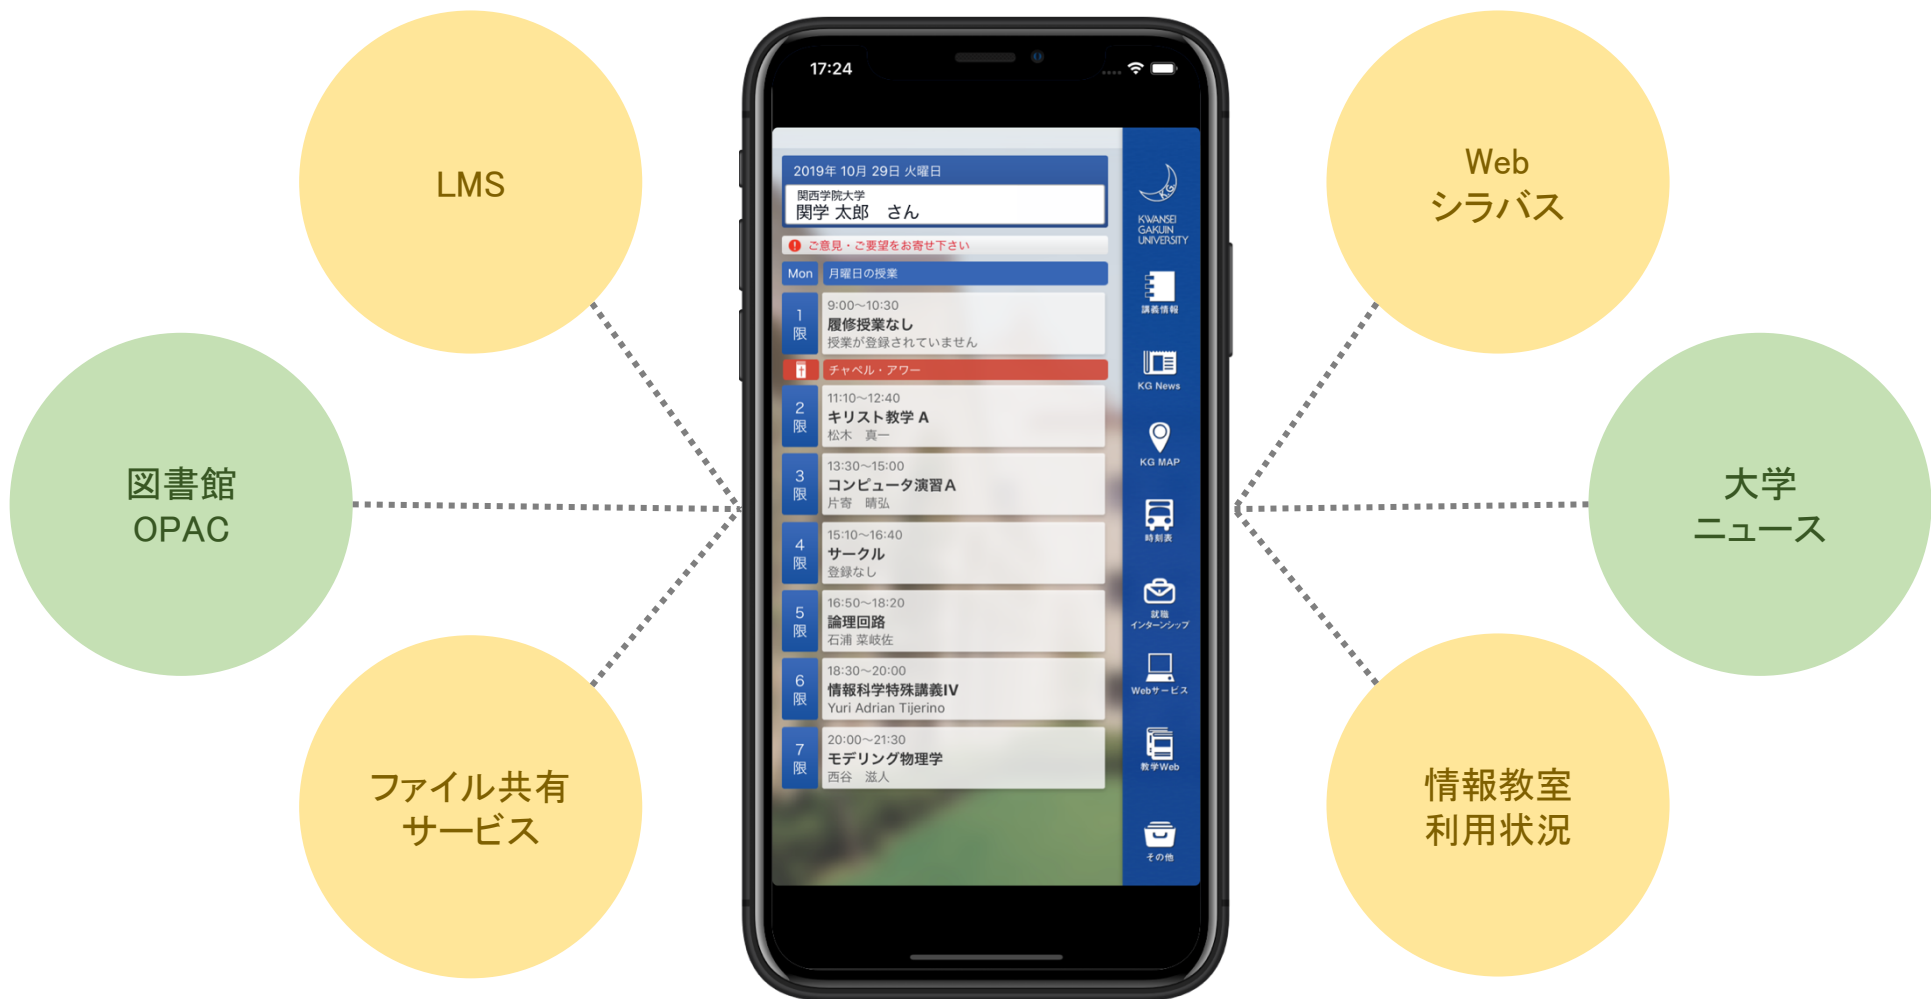 LMS
図書館
OPAC
ファイル共有
サービス
17:24
2019年 10月 29日 火曜日
関西学院大学
関学 太郎 さん
ご意見・ご要望をお寄せ下さい
Mon
月曜日の授業
1
限
9:00〜10:30
履修授業なし
授業が登録されていません
チャペル・アワー
2
限
11:10〜12:40
キリスト教学 A
松木 真一
3
限
13:30〜15:00
コンピュータ演習A
片寄 晴弘
4
限
15:10〜16:40
サークル
登録なし
5
限
16:50〜18:20
論理回路
石浦 菜岐佐
6
限
18:30〜20:00
情報科学特殊講義IV
Yuri Adrian Tijerino
7
限
20:00〜21:30
モデリング物理学
西谷 滋人
K.G
KWANSEI
GAKUIN
UNIVERSITY
講義情報
KG News
KG MAP
時刻表
就職
インターンシップ
Webサービス
教学Web
その他
Web
シラバス
大学
ニュース
情報教室
利用状況